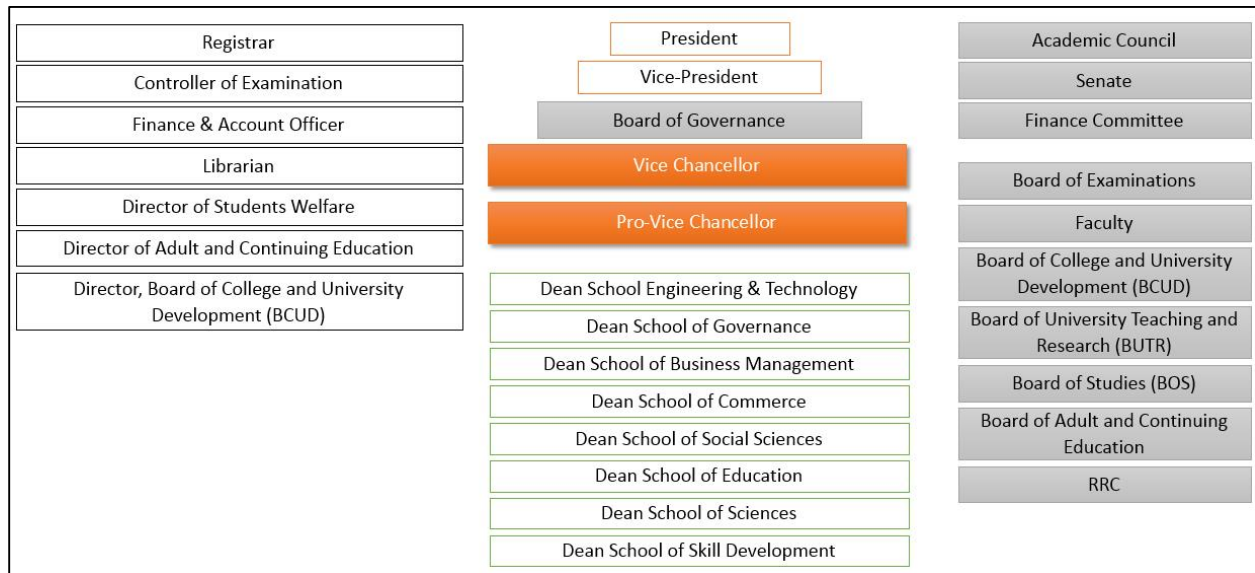 Registrar
Controller of Examination
Finance & Account Officer
Librarian
Director of Students Welfare
Director of Adult and Continuing Education
Director, Board of College and University
Development (BCUD)
President
Vice-President
Board of Governance
Vice Chancellor
Pro-Vice Chancellor
Dean School Engineering & Technology
Dean School of Governance
Dean School of Business Management
Dean School of Commerce
Dean School of Social Sciences
Dean School of Education
Dean School of Sciences
Dean School of Skill Development
Academic Council
Senate
Finance Committee
Board of Examinations
Faculty
Board of College and University
Development (BCUD)
Board of University Teaching and
Research (BUTR)
Board of Studies (BOS)
Board of Adult and Continuing
Education
RRC